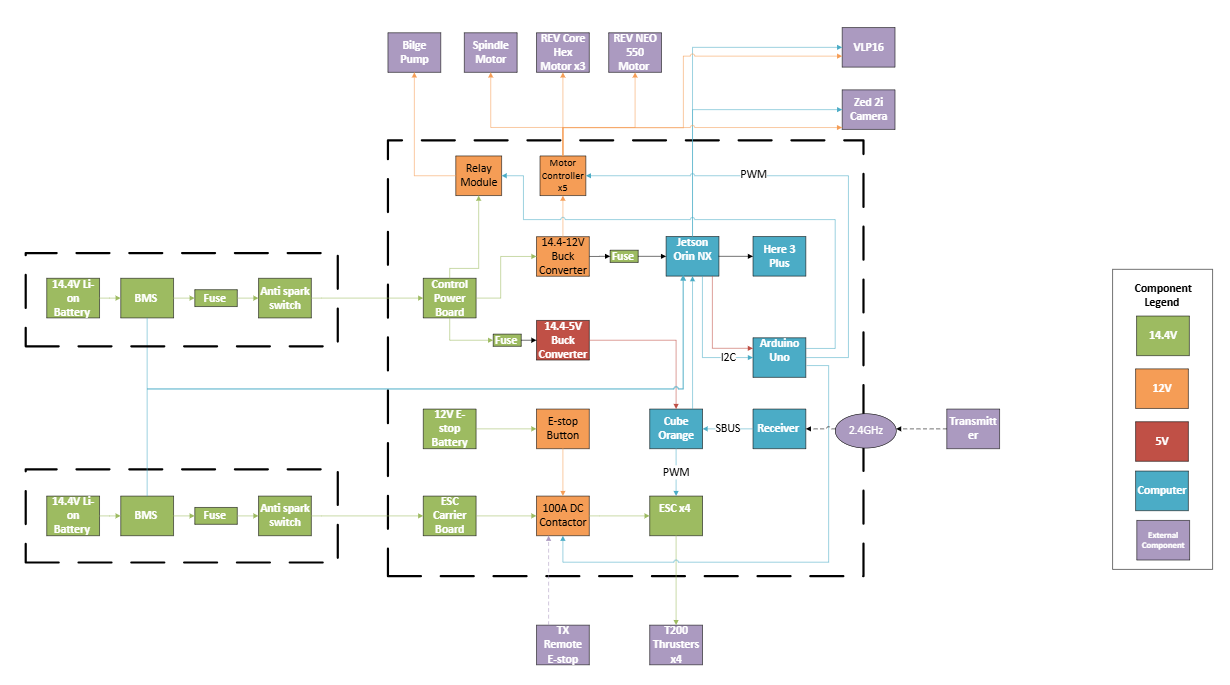 Bilge
Pump
Spindle
Motor
REV Core
Hex
Motor x3
REV NEO
550
Motor
VLP16
Zed 2i
Camera
Relay
Module
Motor
Controller
x5
PWM
14.4-12V
Buck
Converter
Fuse
Jetson
Orin NX
Here 3
Plus
14.4V Li-
on
Battery
BMS
Fuse
Anti spark
switch
Control
Power
Board
Fuse
14.4-5V
Buck
Converter
I2C
Arduino
Uno
12V E-
stop
Battery
E-stop
Button
Cube
Orange
SBUS
Receiver
2.4GHz
Transmitt
er
PWM
14.4V Li-
on
Battery
BMS
Fuse
Anti spark
switch
ESC
Carrier
Board
100A DC
Contactor
ESC x4
TX
Remote
E-stop
T200
Thrusters
x4
Component
Legend
14.4V
12V
5V
Computer
External
Component